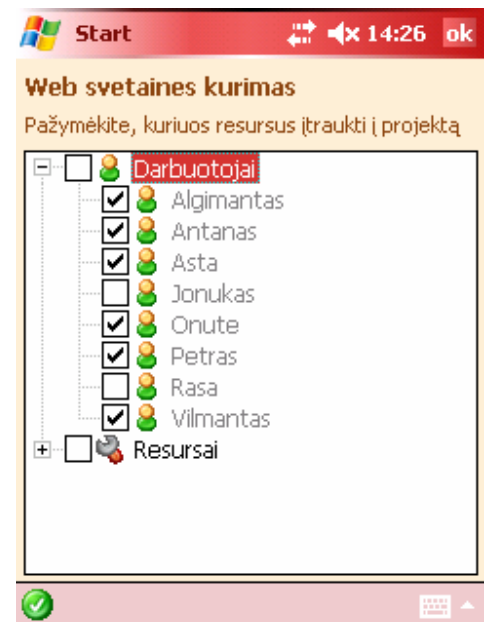 Start 14:26 ok
Web svetaines kurimas
Pažymėkite, kuriuos resursus įtraukti į projektą
Darbuotojai
Algimantas
Antanas
Asta
Jonukas
Onute
Petras
Rasa
Vilmantas
Resursai